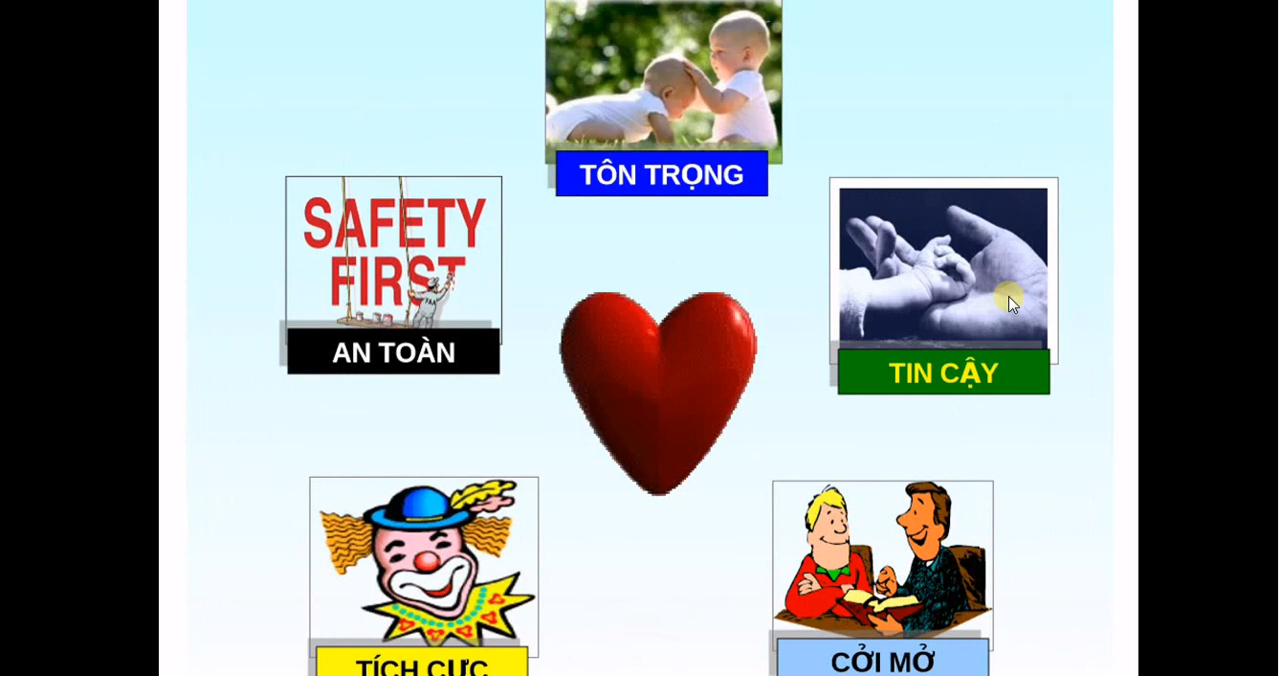 TÔN TRỌNG
SAFETY
FIRST
AN TOÀN
TIN CẬY
TÍCH CỰC
CỞI MỞ